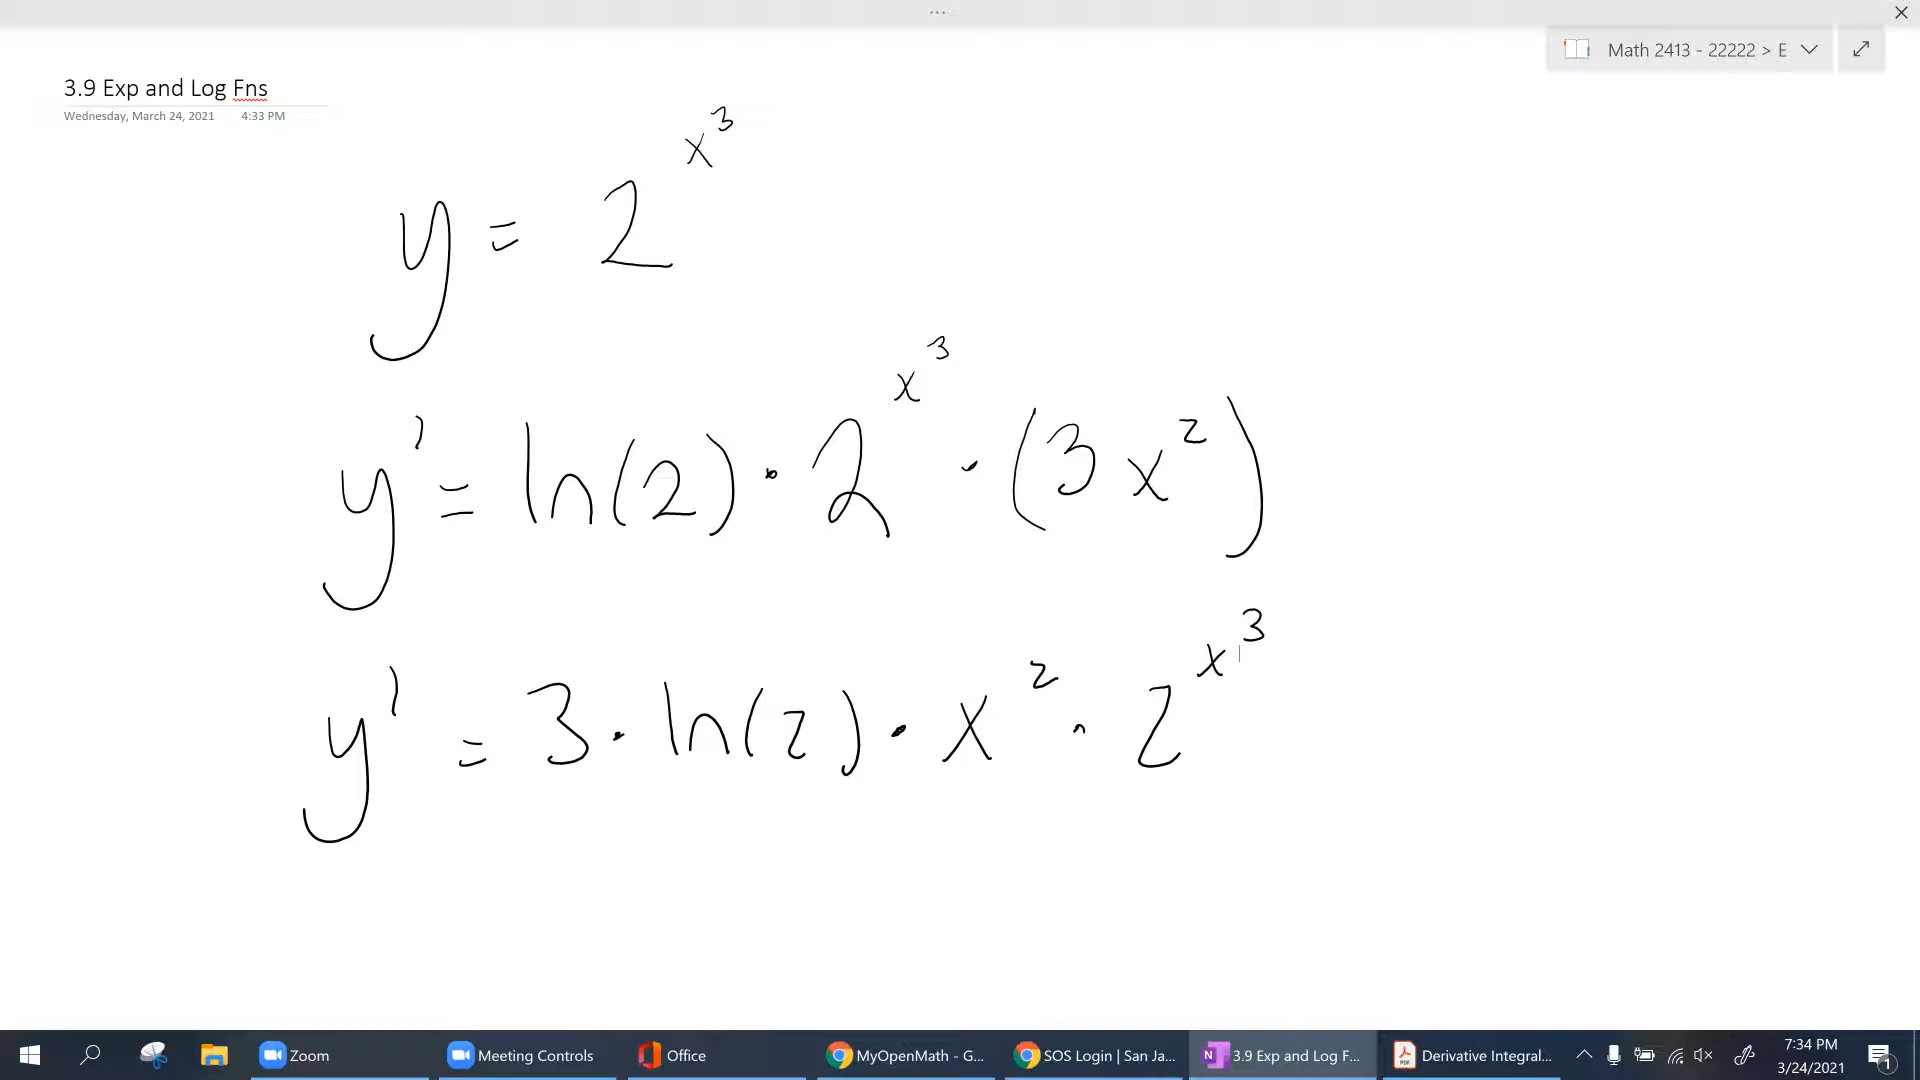 ...
Math 2413 - 22222 > E
3.9 Exp and Log Fns
Wednesday, March 24, 2021 4:33 PM
y = 2^x^3
y' = ln(2) · 2^x^3 · (3x^2)
y' = 3 · ln(2) · x^2 · 2^x^3
Zoom Meeting Controls Office MyOpenMath - G... SOS Login | San Ja... 3.9 Exp and Log F... Derivative Integral... 7:34 PM
3/24/2021 1